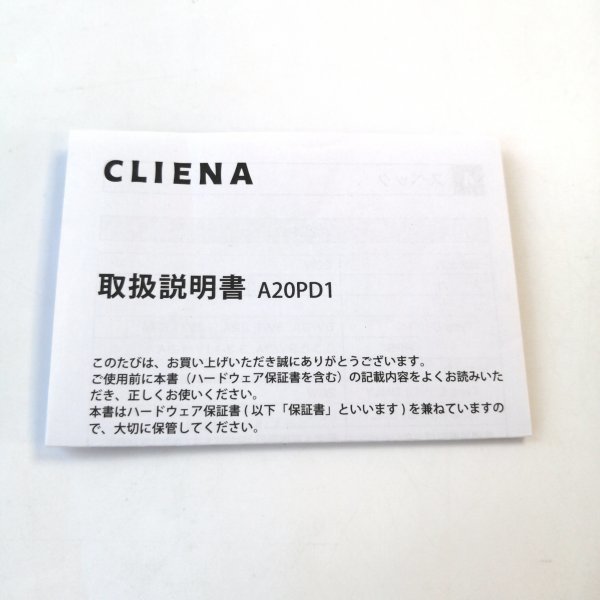 CLIENA
取扱説明書 A20PD1
このたびは、お買い上げいただき誠にありがとうございます。
ご使用前に本書（ハードウェア保証書を含む）の記載内容をよくお読みいた
だき、正しくお使いください。
本書はハードウェア保証書 ( 以下「保証書」といいます ) を兼ねていますの
で、大切に保管してください。